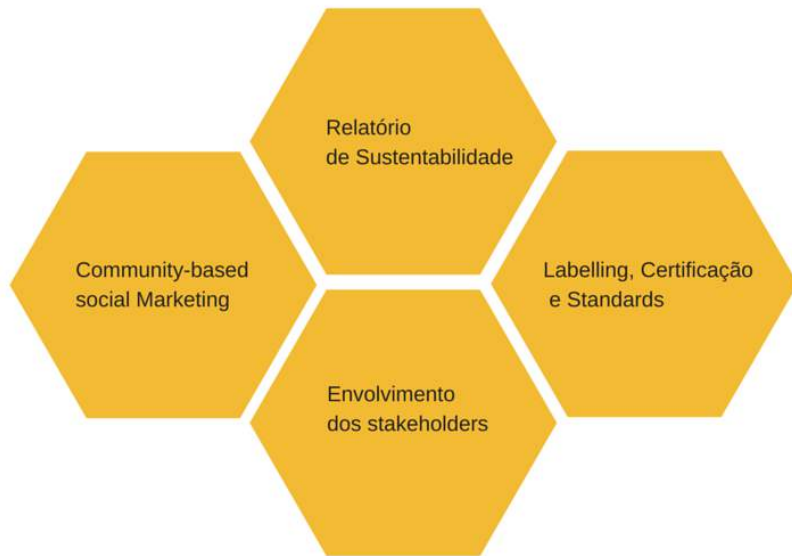 Relatório
de Sustentabilidade
Community-based
social Marketing
Labelling, Certificação
e Standards
Envolvimento
dos stakeholders